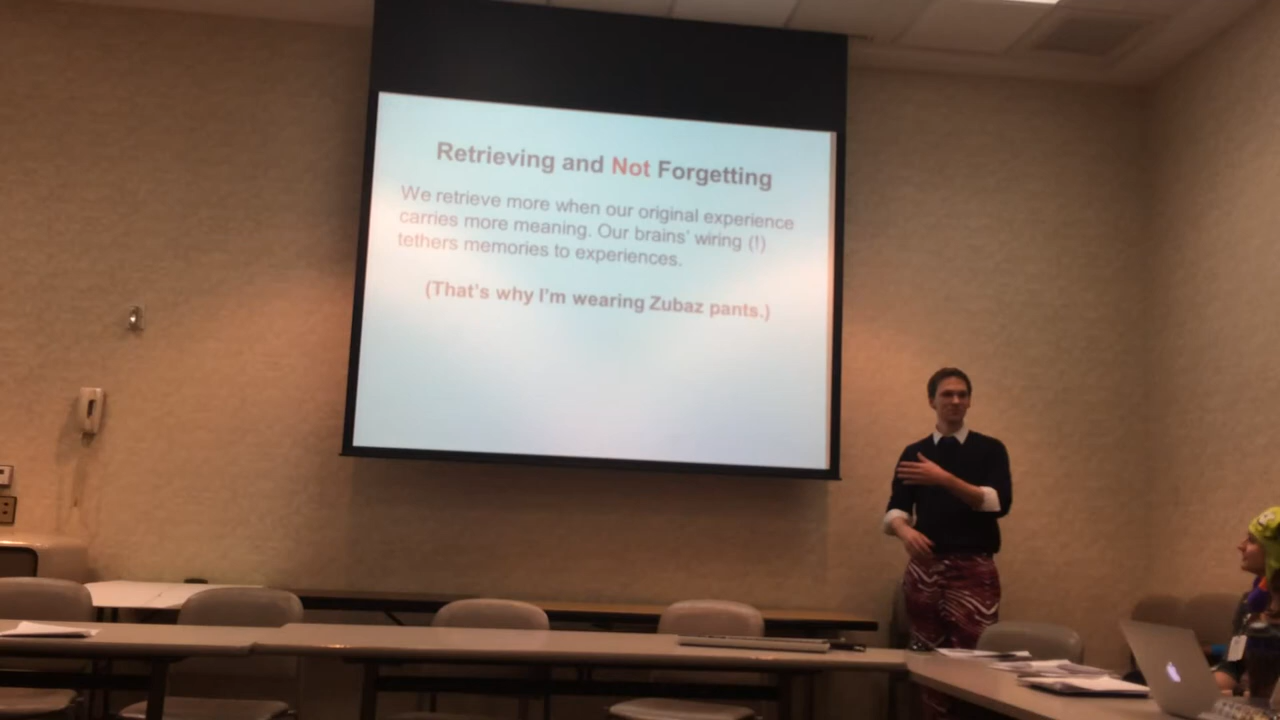 Retrieving and Not Forgetting
We retrieve more when our original experience
carries more meaning. Our brains' wiring (!)
tethers memories to experiences.
(That's why I'm wearing Zubaz pants.)